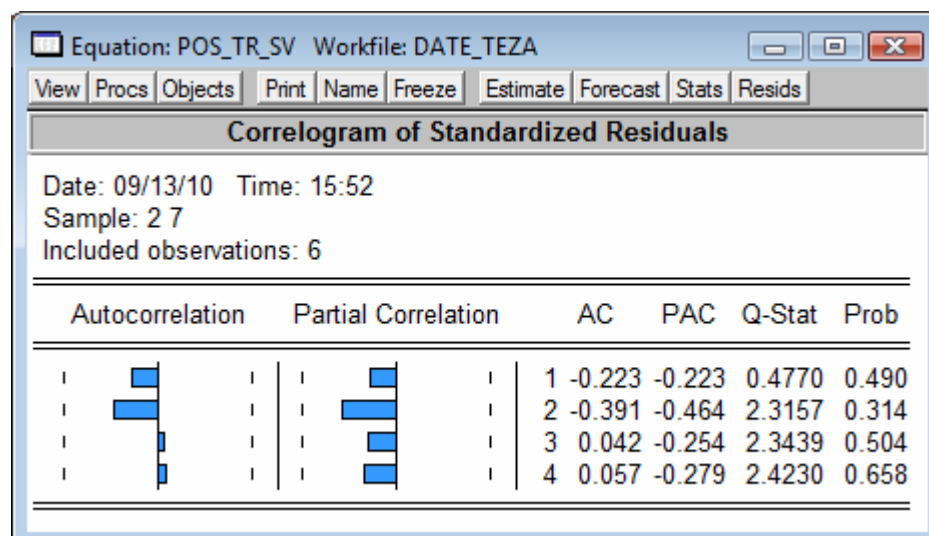 Equation: POS_TR_SV Workfile: DATE_TEZA
View Procs Objects Print Name Freeze Estimate Forecast Stats Resids
Correlogram of Standardized Residuals
Date: 09/13/10 Time: 15:52
Sample: 2 7
Included observations: 6
Autocorrelation Partial Correlation AC PAC Q-Stat Prob
1 -0.223 -0.223 0.4770 0.490
2 -0.391 -0.464 2.3157 0.314
3 0.042 -0.254 2.3439 0.504
4 0.057 -0.279 2.4230 0.658